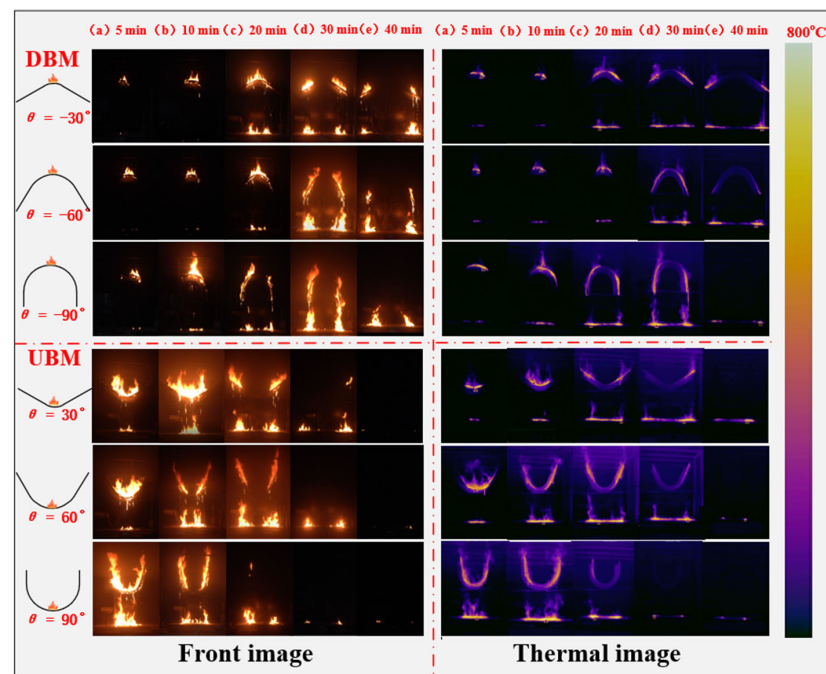 (a) 5 min (b) 10 min (c) 20 min (d) 30 min (e) 40 min
(a) 5 min (b) 10 min (c) 20 min (d) 30 min (e) 40 min
800°C
DBM
θ = −30°
θ = −60°
θ = −90°
UBM
θ = 30°
θ = 60°
θ = 90°
Front image
Thermal image